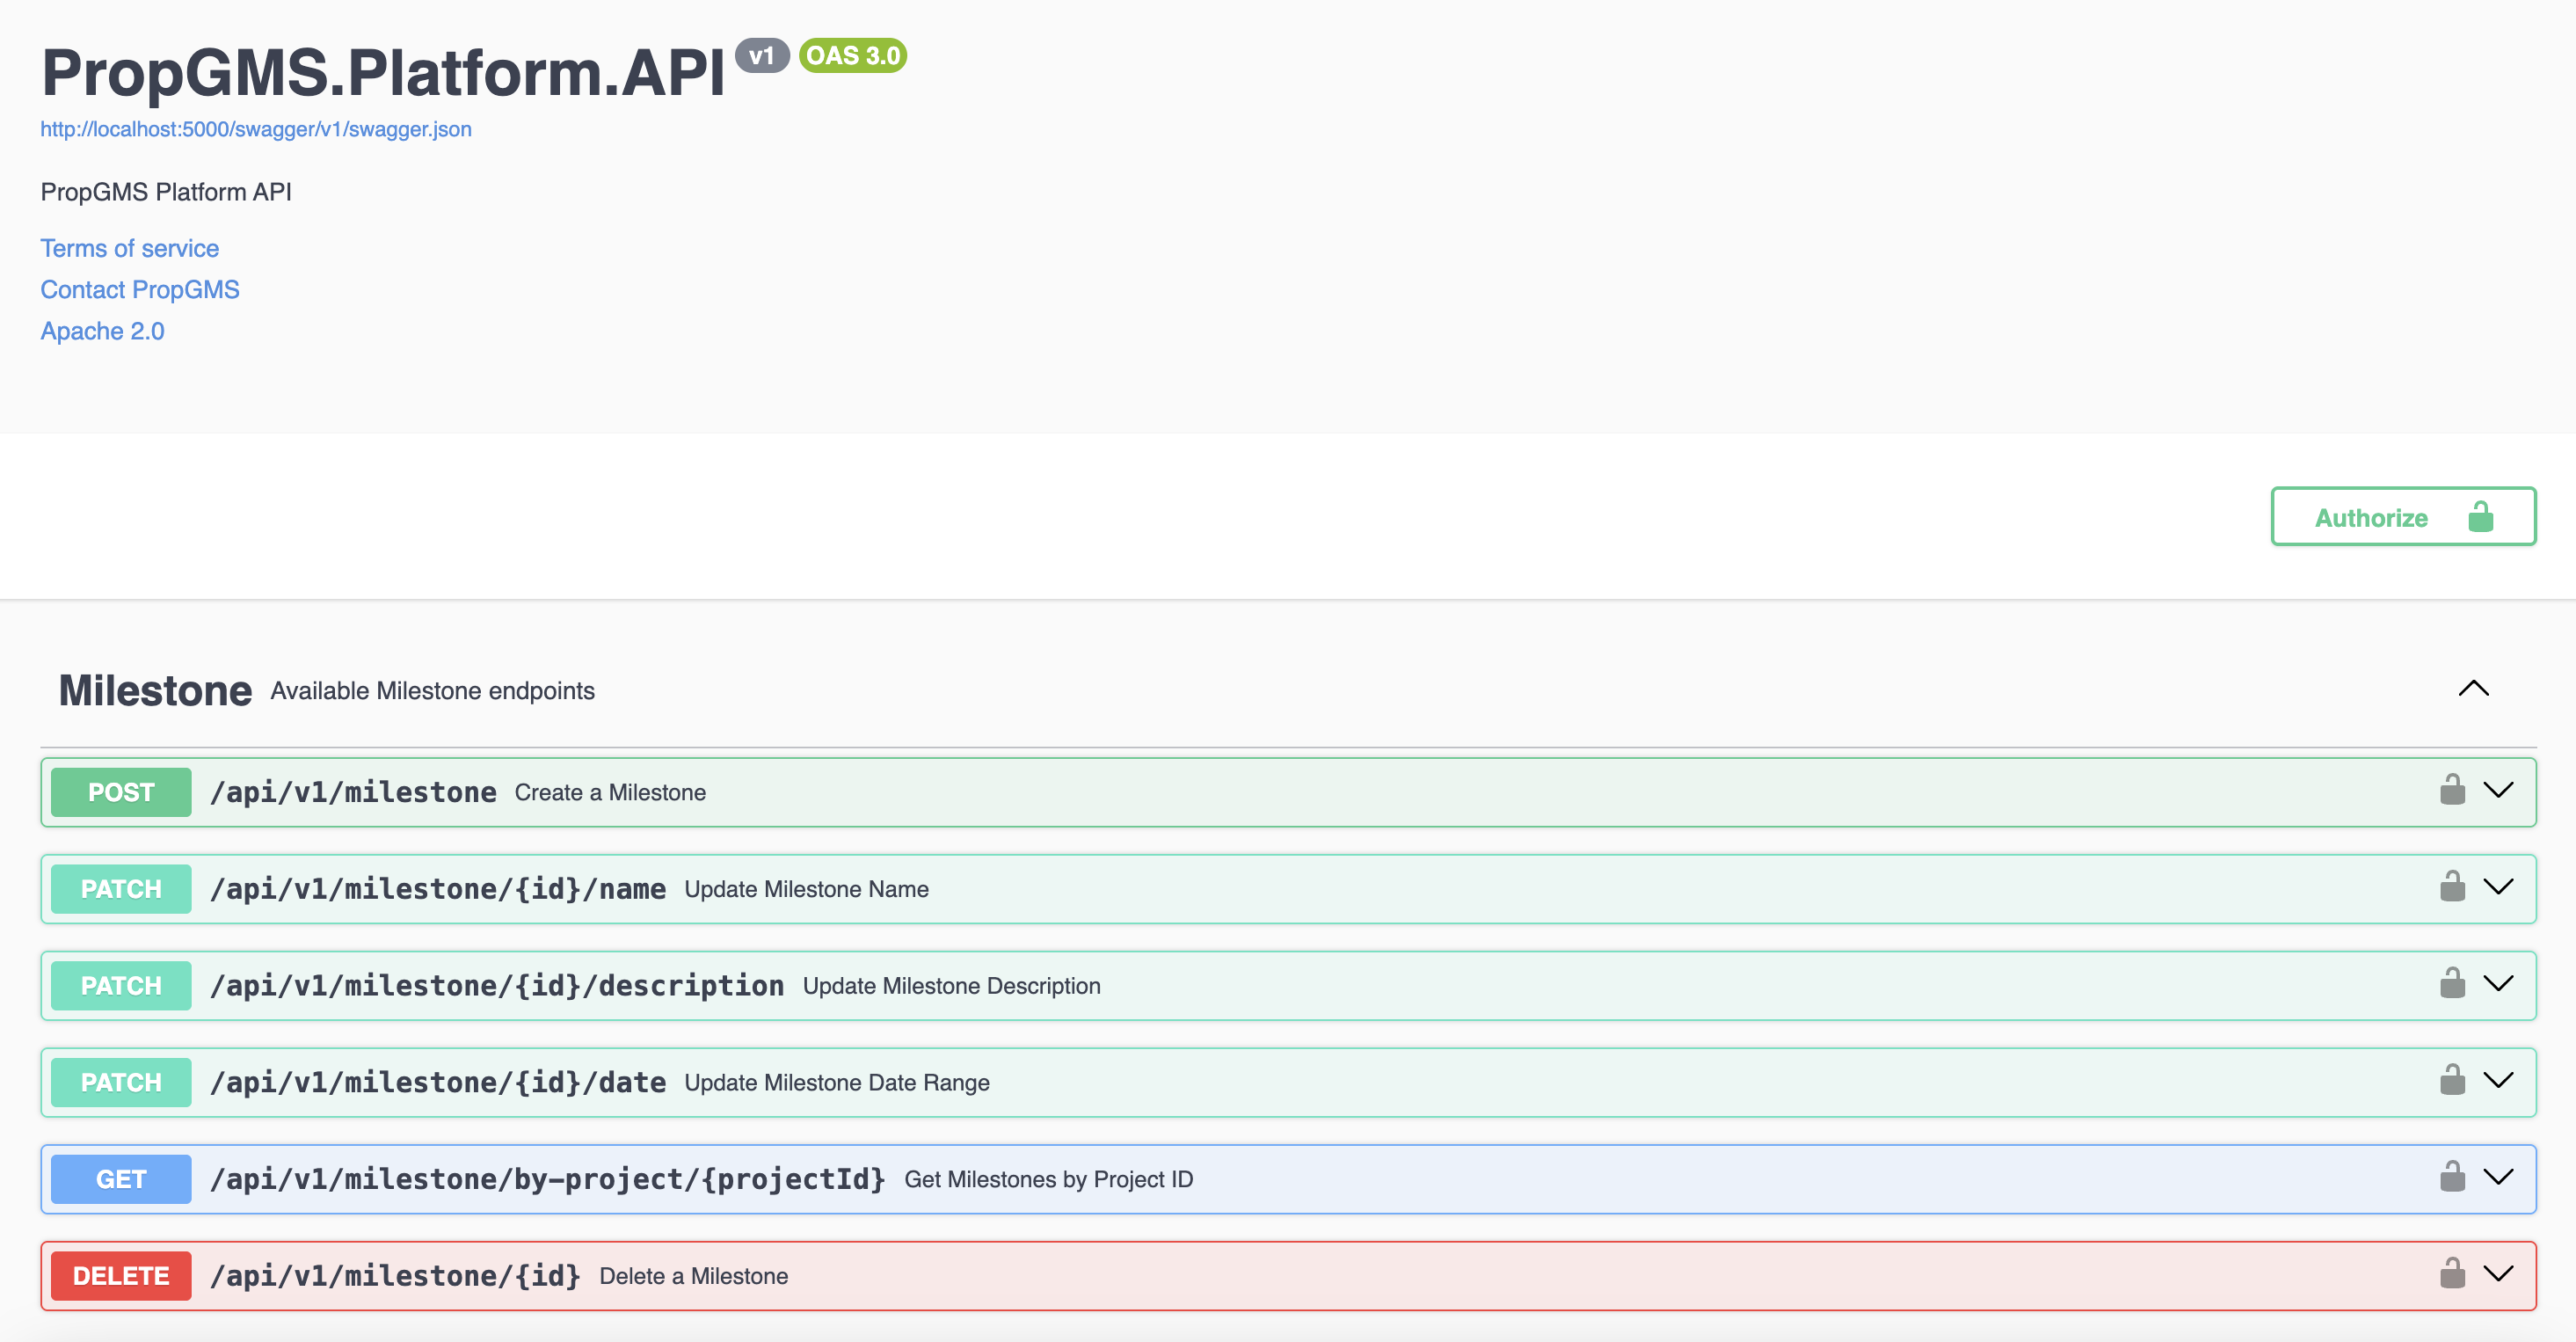 PropGMS.Platform.API v1 OAS 3.0
http://localhost:5000/swagger/v1/swagger.json
PropGMS Platform API
Terms of service
Contact PropGMS
Apache 2.0
Authorize
Milestone Available Milestone endpoints
POST /api/v1/milestone Create a Milestone
PATCH /api/v1/milestone/{id}/name Update Milestone Name
PATCH /api/v1/milestone/{id}/description Update Milestone Description
PATCH /api/v1/milestone/{id}/date Update Milestone Date Range
GET /api/v1/milestone/by-project/{projectId} Get Milestones by Project ID
DELETE /api/v1/milestone/{id} Delete a Milestone